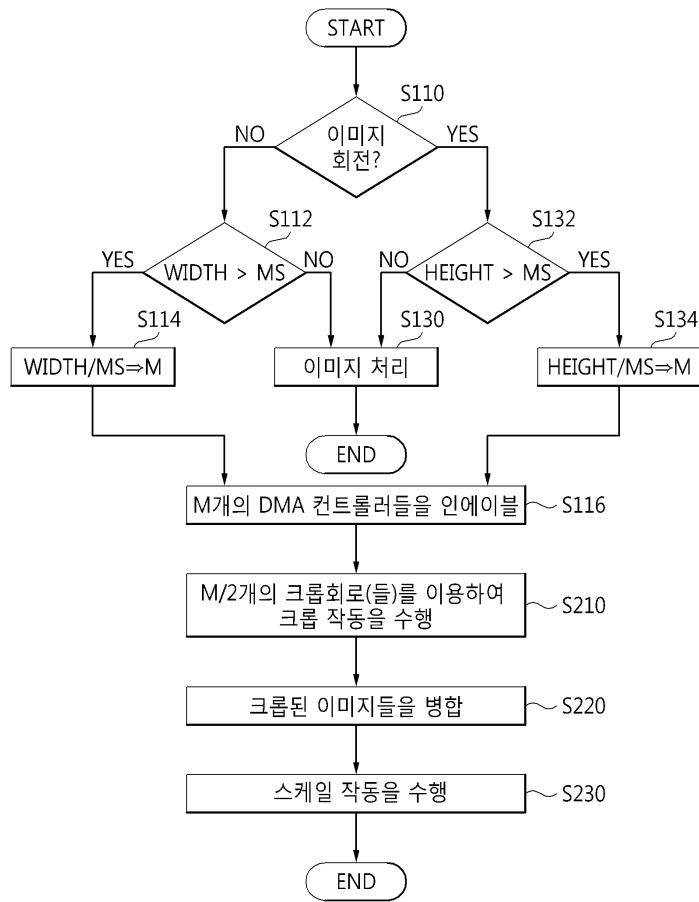 START
S110
NO
이미지
회전?
YES
S112
S132
YES
WIDTH > MS
NO
NO
HEIGHT > MS
YES
S114
S130
S134
WIDTH/MS⇒M
이미지 처리
HEIGHT/MS⇒M
END
M개의 DMA 컨트롤러들을 인에이블
S116
M/2개의 크롭회로(들)를 이용하여
크롭 작동을 수행
S210
크롭된 이미지들을 병합
S220
스케일 작동을 수행
S230
END